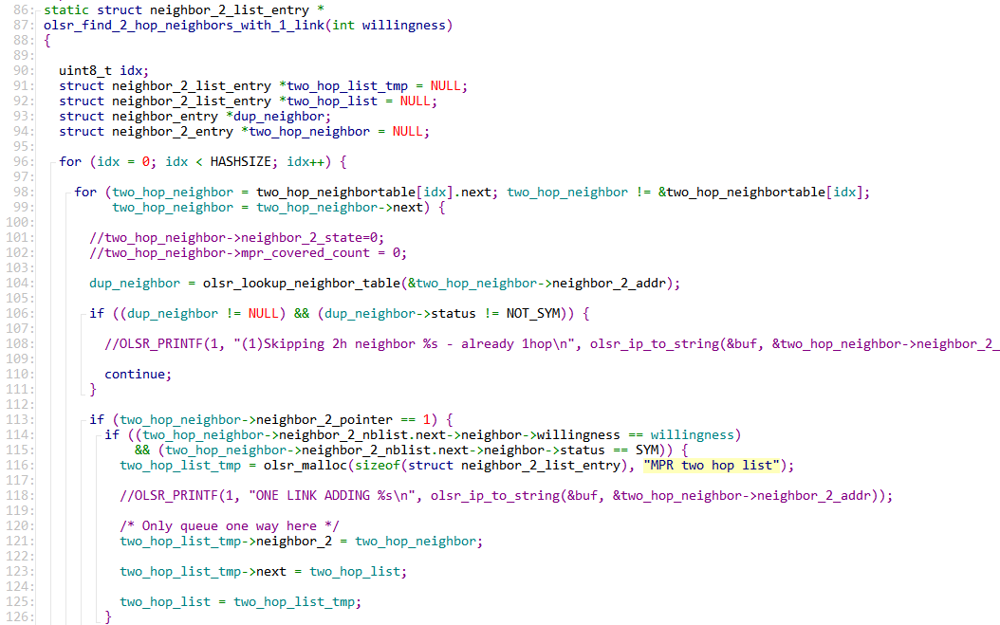 86: static struct neighbor_2_list_entry *
87: olsr_find_2_hop_neighbors_with_1_link(int willingness)
88: {
89:
90:   uint8_t idx;
91:   struct neighbor_2_list_entry *two_hop_list_tmp = NULL;
92:   struct neighbor_2_list_entry *two_hop_list = NULL;
93:   struct neighbor_entry *dup_neighbor;
94:   struct neighbor_2_entry *two_hop_neighbor = NULL;
95:
96:   for (idx = 0; idx < HASHSIZE; idx++) {
97:
98:     for (two_hop_neighbor = two_hop_neighbortable[idx].next; two_hop_neighbor != &two_hop_neighbortable[idx];
99:          two_hop_neighbor = two_hop_neighbor->next) {
100:
101:       //two_hop_neighbor->neighbor_2_state=0;
102:       //two_hop_neighbor->mpr_covered_count = 0;
103:
104:       dup_neighbor = olsr_lookup_neighbor_table(&two_hop_neighbor->neighbor_2_addr);
105:
106:       if ((dup_neighbor != NULL) && (dup_neighbor->status != NOT_SYM)) {
107:
108:         //OLSR_PRINTF(1, "(1)Skipping 2h neighbor %s - already 1hop\n", olsr_ip_to_string(&buf, &two_hop_neighbor->neighbor_2_
109:
110:         continue;
111:       }
112:
113:       if (two_hop_neighbor->neighbor_2_pointer == 1) {
114:         if ((two_hop_neighbor->neighbor_2_nblist.next->neighbor->willingness == willingness)
115:             && (two_hop_neighbor->neighbor_2_nblist.next->neighbor->status == SYM)) {
116:           two_hop_list_tmp = olsr_malloc(sizeof(struct neighbor_2_list_entry), "MPR two hop list");
117:
118:           //OLSR_PRINTF(1, "ONE LINK ADDING %s\n", olsr_ip_to_string(&buf, &two_hop_neighbor->neighbor_2_addr));
119:
120:           /* Only queue one way here */
121:           two_hop_list_tmp->neighbor_2 = two_hop_neighbor;
122:
123:           two_hop_list_tmp->next = two_hop_list;
124:
125:           two_hop_list = two_hop_list_tmp;
126:         }